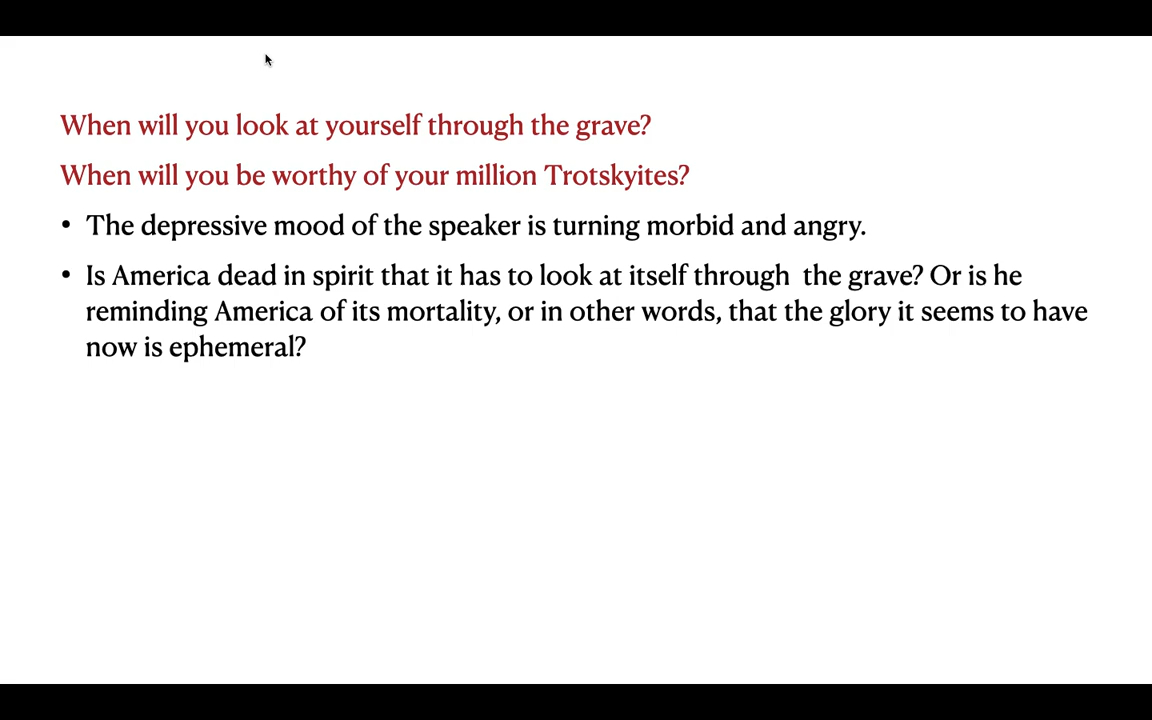 When will you look at yourself through the grave?
When will you be worthy of your million Trotskyites?
• The depressive mood of the speaker is turning morbid and angry.
• Is America dead in spirit that it has to look at itself through  the grave? Or is he
reminding America of its mortality, or in other words, that the glory it seems to have
now is ephemeral?